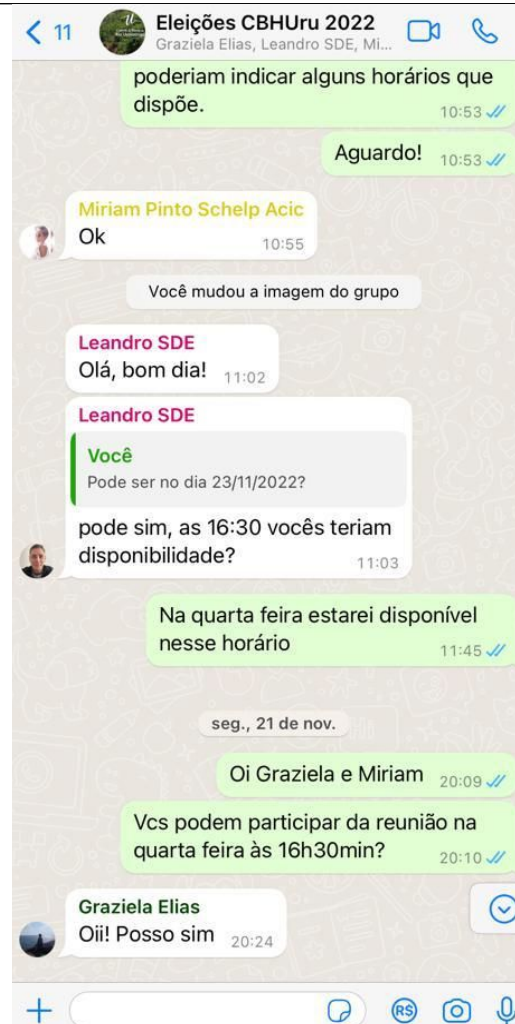 11
Eleições CBHUru 2022
Graziela Elias, Leandro SDE, Mi...
poderiam indicar alguns horários que
dispõe.
10:53
Aguardo! 10:53
Miriam Pinto Schelp Acic
Ok
10:55
Você mudou a imagem do grupo
Leandro SDE
Olá, bom dia! 11:02
Leandro SDE
Você
Pode ser no dia 23/11/2022?
pode sim, as 16:30 vocês teriam
disponibilidade?
11:03
Na quarta feira estarei disponível
nesse horário
11:45
seg., 21 de nov.
Oi Graziela e Miriam 20:09
Vcs podem participar da reunião na
quarta feira às 16h30min?
20:10
Graziela Elias
Oii! Posso sim 20:24
R$